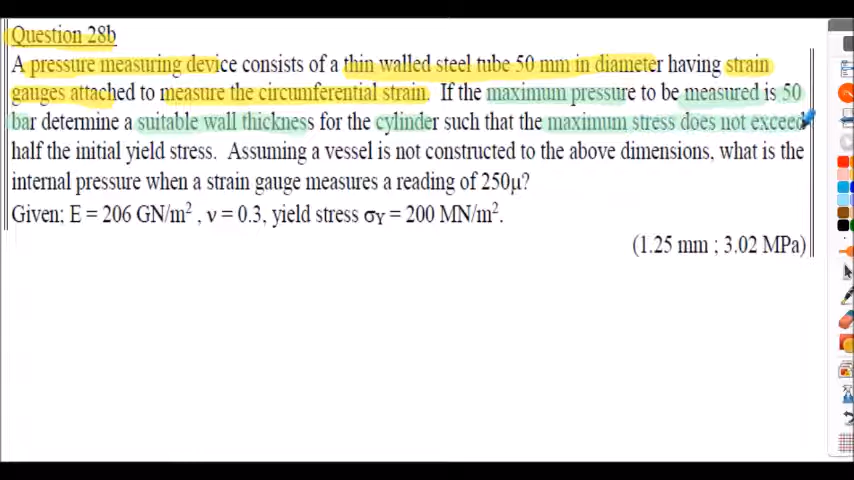 Question 28b
A pressure measuring device consists of a thin walled steel tube 50 mm in diameter having strain
gauges attached to measure the circumferential strain. If the maximum pressure to be measured is 50
bar determine a suitable wall thickness for the cylinder such that the maximum stress does not exceed
half the initial yield stress. Assuming a vessel is not constructed to the above dimensions, what is the
internal pressure when a strain gauge measures a reading of 250μ?
Given; E = 206 GN/m², ν = 0.3, yield stress σY = 200 MN/m².
(1.25 mm ; 3.02 MPa)